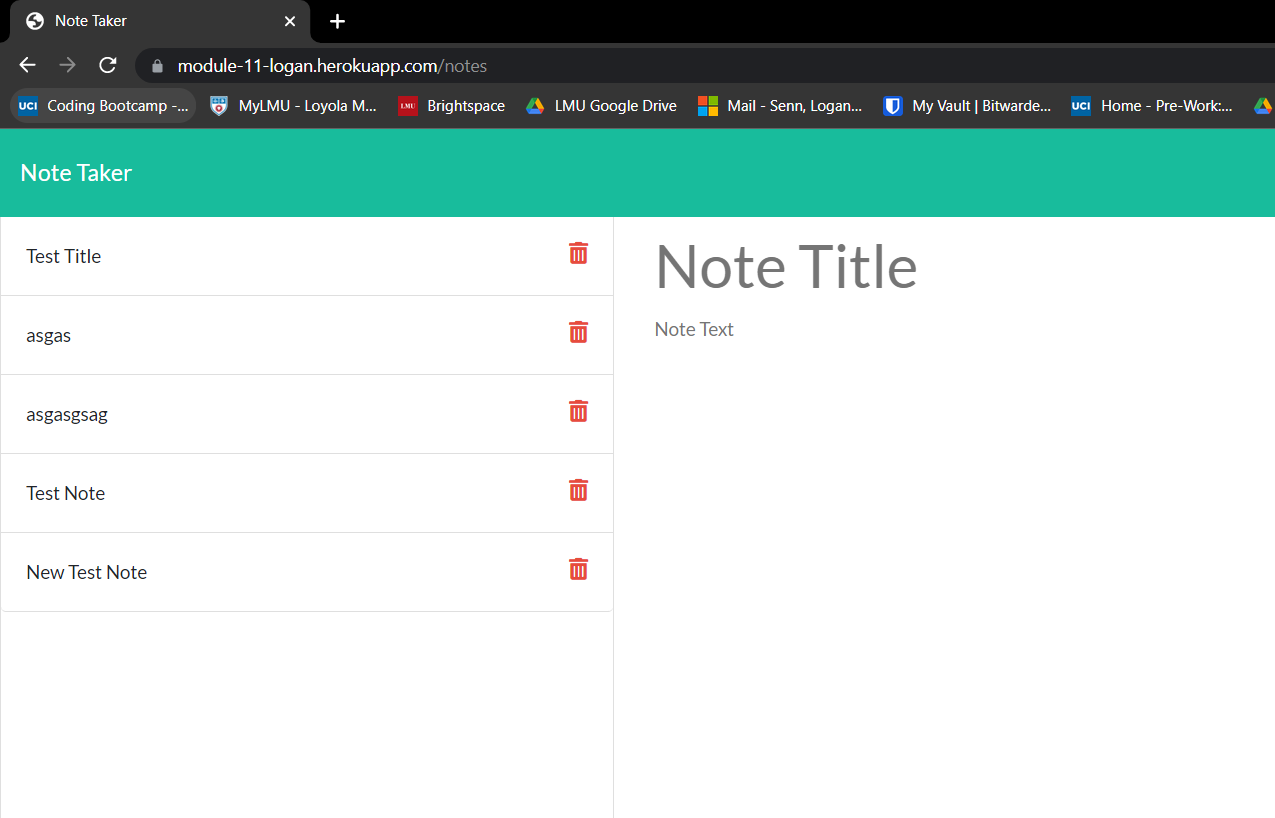 Note Taker
module-11-logan.herokuapp.com/notes
UCI Coding Bootcamp -... MyLMU - Loyola M... LMU Brightspace LMU Google Drive Mail - Senn, Logan... My Vault | Bitwarde... UCI Home - Pre-Work:...
Note Taker
Test Title
asgas
asgasgsag
Test Note
New Test Note
Note Title
Note Text